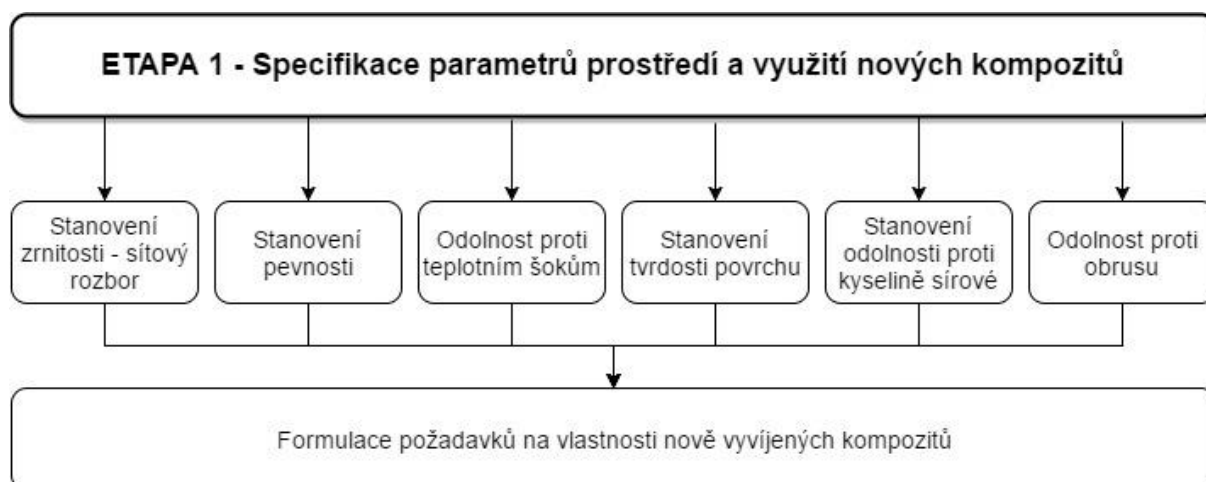 ETAPA 1 - Specifikace parametrů prostředí a využití nových kompozitů
Stanovení
zrnitosti - sítový
rozbor
Stanovení
pevnosti
Odolnost proti
teplotním šokům
Stanovení
tvrdosti povrchu
Stanovení
odolnosti proti
kyselině sírové
Odolnost proti
obrusu
Formulace požadavků na vlastnosti nově vyvíjených kompozitů